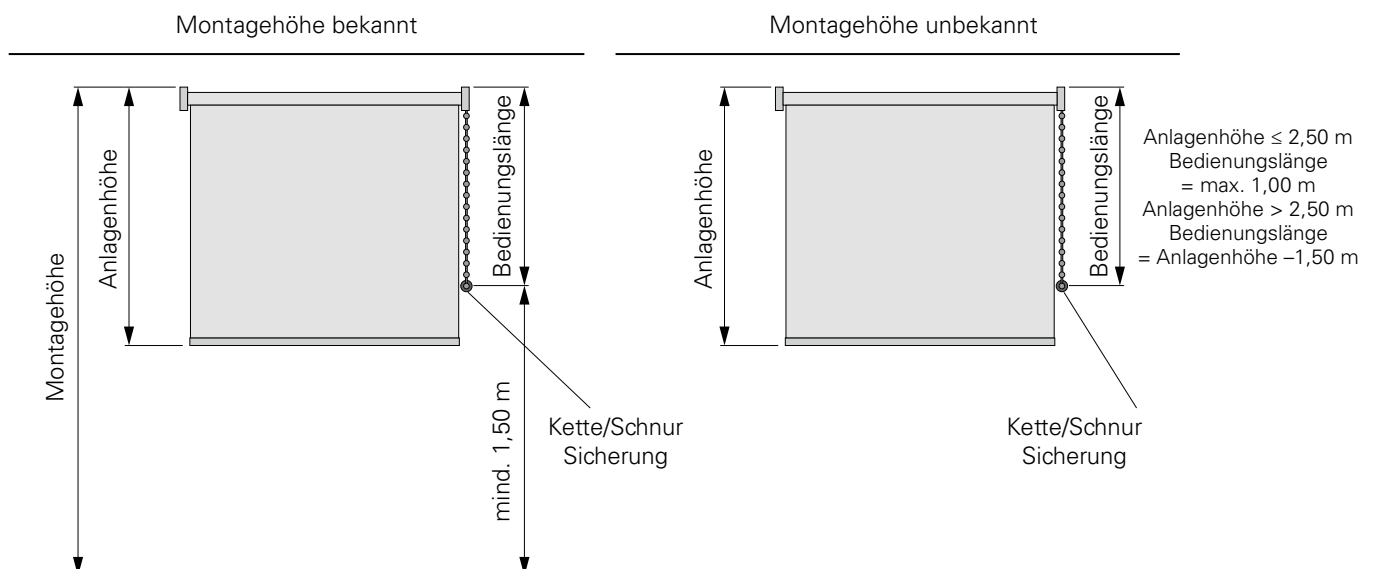 Montagehöhe bekannt
Montagehöhe
Anlagenhöhe
Bedienungslänge
mind. 1,50 m
Kette/Schnur
Sicherung
Montagehöhe unbekannt
Anlagenhöhe
Bedienungslänge
Anlagenhöhe ≤ 2,50 m
Bedienungslänge
= max. 1,00 m
Anlagenhöhe > 2,50 m
Bedienungslänge
= Anlagenhöhe –1,50 m
Kette/Schnur
Sicherung